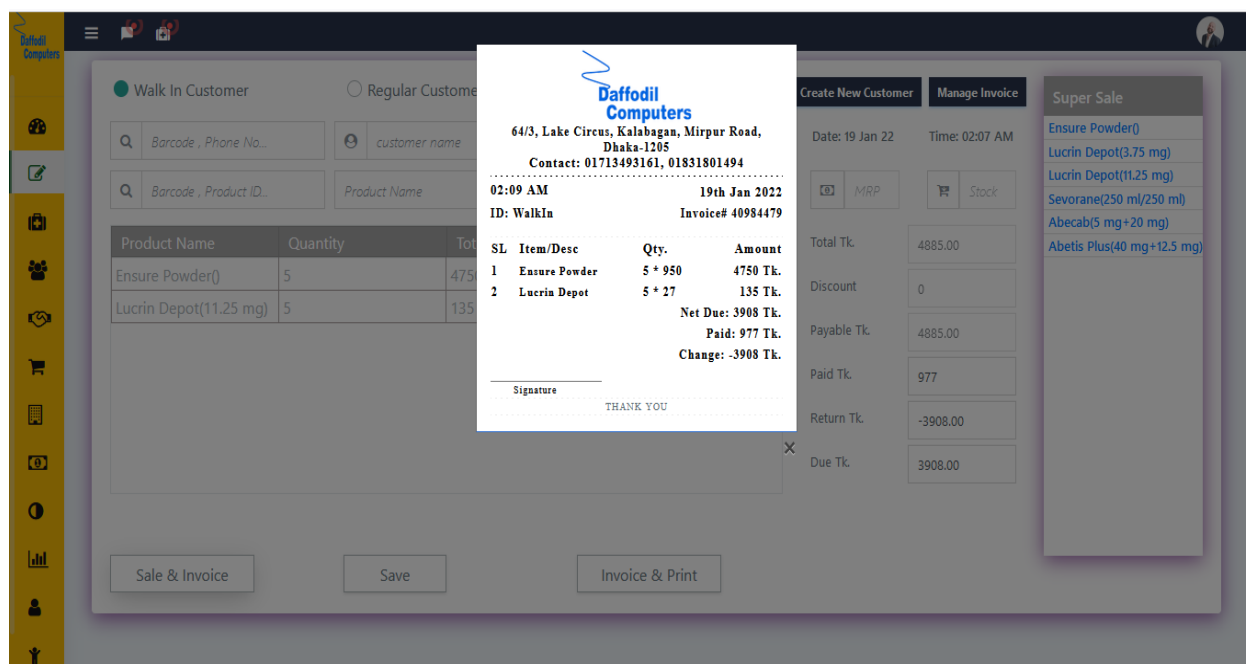 Daffodil
Computers
Walk In Customer
Regular Custome
Create New Customer
Manage Invoice
Barcode , Phone No...
customer name
Date: 19 Jan 22
Time: 02:07 AM
Barcode , Product ID...
Product Name
MRP
Stock
Product Name Quantity Tot
Ensure Powder() 5 4750
Lucrin Depot(11.25 mg) 5 135
Daffodil
Computers
64/3, Lake Circus, Kalabagan, Mirpur Road,
Dhaka-1205
Contact: 01713493161, 01831801494
02:09 AM 19th Jan 2022
ID: WalkIn Invoice# 40984479
SL Item/Desc Qty. Amount
1 Ensure Powder 5 * 950 4750 Tk.
2 Lucrin Depot 5 * 27 135 Tk.
Net Due: 3908 Tk.
Paid: 977 Tk.
Change: -3908 Tk.
Signature
THANK YOU
Total Tk. 4885.00
Discount 0
Payable Tk. 4885.00
Paid Tk. 977
Return Tk. -3908.00
Due Tk. 3908.00
Super Sale
Ensure Powder()
Lucrin Depot(3.75 mg)
Lucrin Depot(11.25 mg)
Sevorane(250 ml/250 ml)
Abecab(5 mg+20 mg)
Abetis Plus(40 mg+12.5 mg)
Sale & Invoice
Save
Invoice & Print